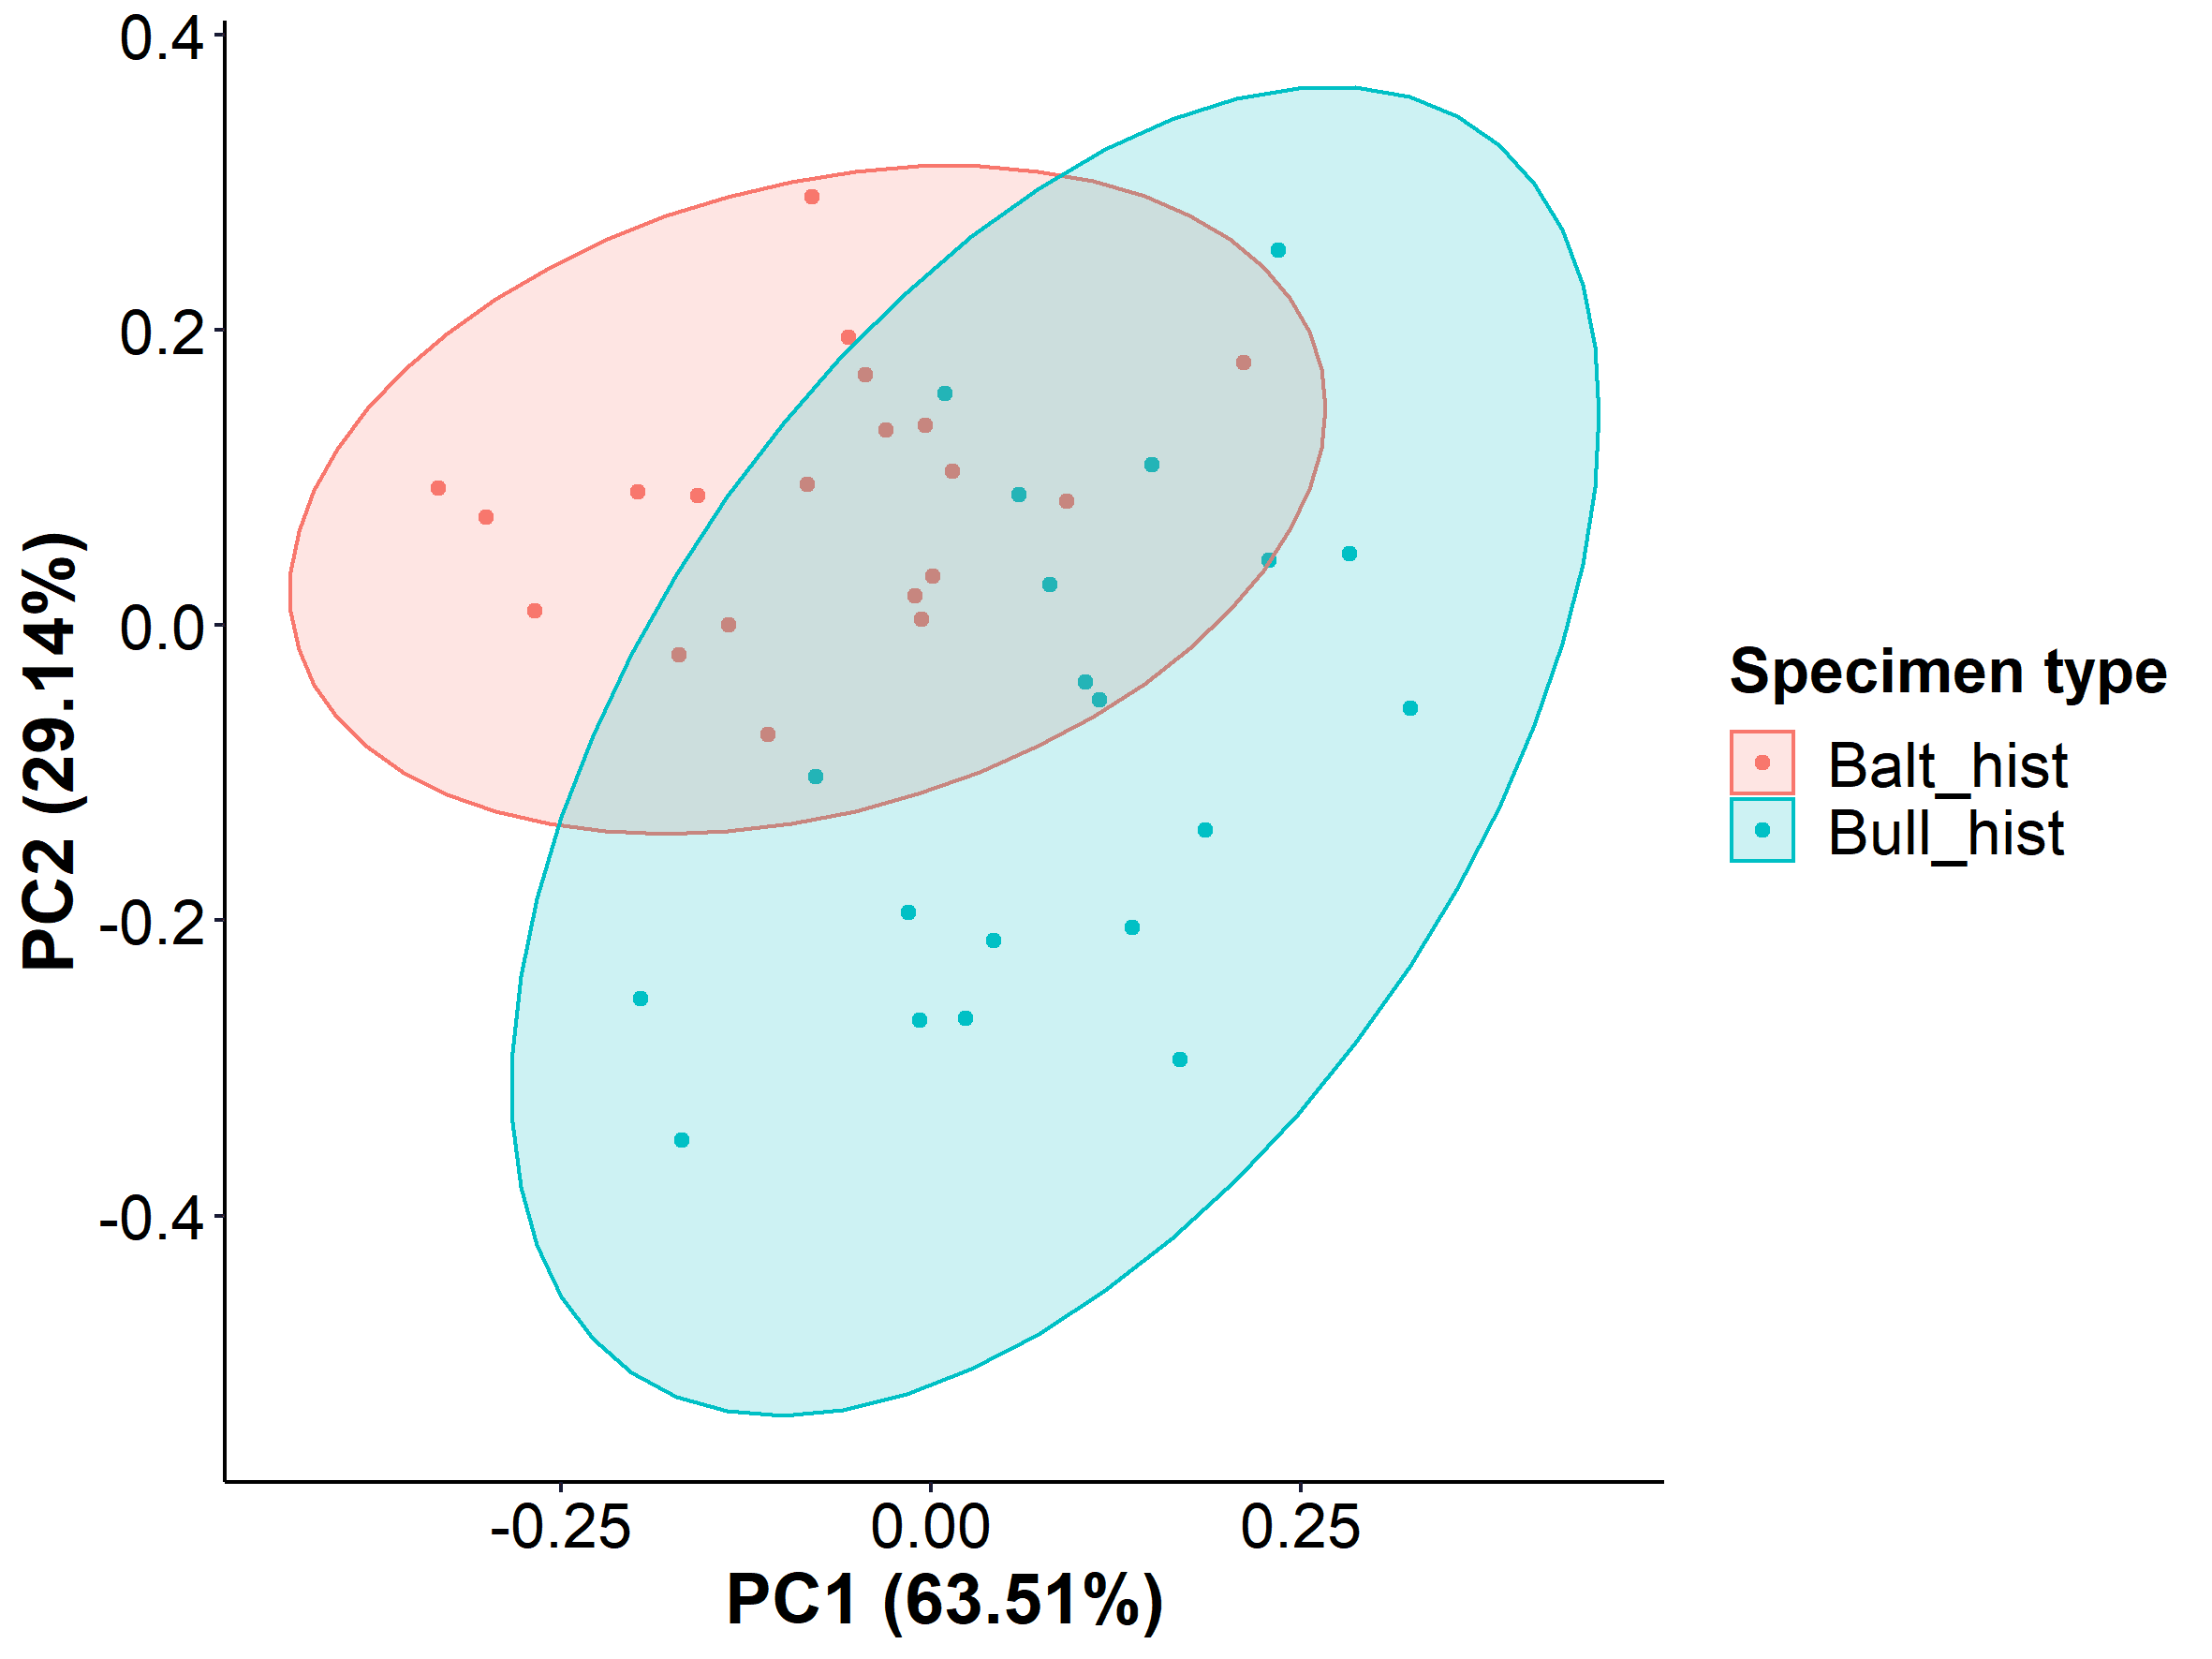 0.4
0.2
0.0
-0.2
-0.4
PC2 (29.14%)
-0.25
0.00
0.25
PC1 (63.51%)
Specimen type
Balt_hist
Bull_hist